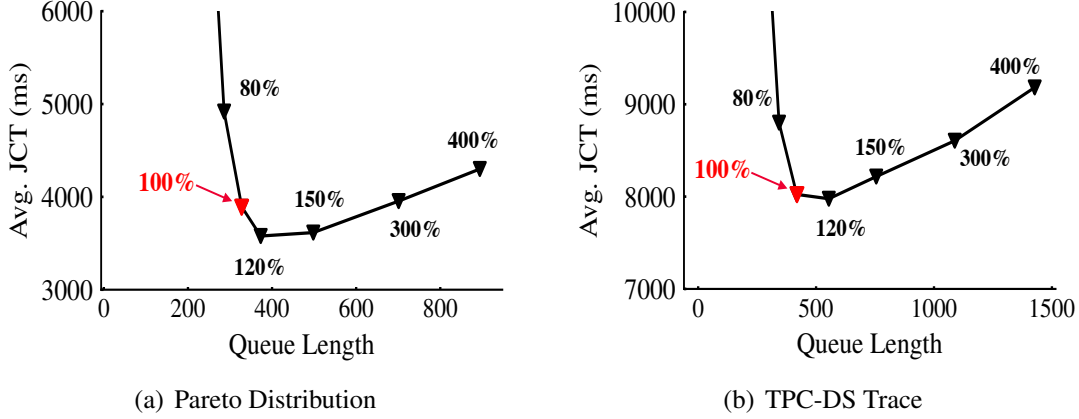 6000
5000
4000
3000
Avg. JCT (ms)
80%
100%
120%
150%
300%
400%
0 200 400 600 800
Queue Length
(a) Pareto Distribution
10000
9000
8000
7000
Avg. JCT (ms)
80%
100%
120%
150%
300%
400%
0 500 1000 1500
Queue Length
(b) TPC-DS Trace